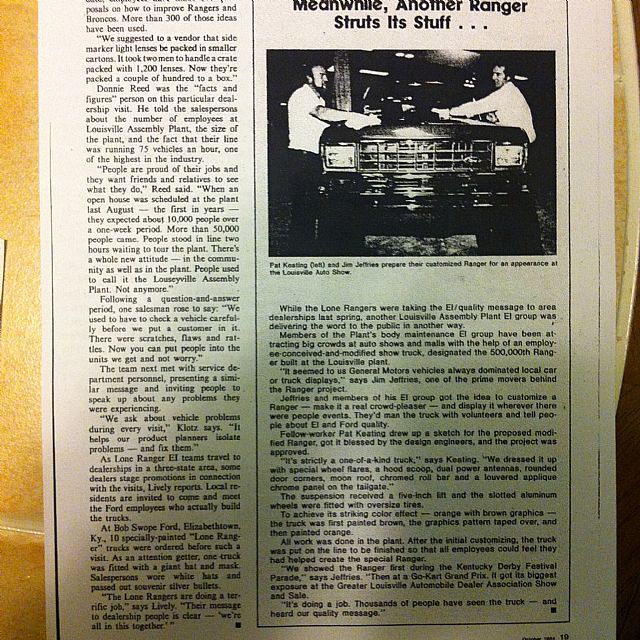 posals on how to improve Rangers and
Broncos. More than 300 of those ideas
have been used.
"We suggested to a vendor that side
marker light lenses be packed in smaller
cartons. It took two men to handle a crate
packed with 1,200 lenses. Now they're
packed a couple of hundred to a box."
Donnie Reed was the "facts and
figures" person on this particular deal-
ership visit. He told the salespersons
about the number of employees at
Louisville Assembly Plant, the size of
the plant, and the fact that their line
was running 75 vehicles an hour, one
of the highest in the industry.
"People are proud of their jobs and
they want friends and relatives to see
what they do," Reed said. "When an
open house was scheduled at the plant
last August — the first in years —
they expected about 10,000 people over
a one-week period. More than 50,000
people came. People stood in line two
hours waiting to tour the plant. There's
a whole new attitude — in the commu-
nity as well as in the plant. People used
to call it the Louseyville Assembly
Plant. Not anymore."
Following a question-and-answer
period, one salesman rose to say: "We
used to have to check a vehicle careful-
ly before we put a customer in it.
There were scratches, flaws and rat-
tles. Now you can put people into the
units we get and not worry."
The team next met with service de-
partment personnel, presenting a simi-
lar message and inviting people to
speak up about any problems they
were experiencing.
"We ask about vehicle problems
during every visit," Klotz says. "It
helps our product planners isolate
problems — and fix them."
As Lone Ranger EI teams travel to
dealerships in a three-state area, some
dealers stage promotions in connection
with the visits, Lively reports. Local re-
sidents are invited to come and meet
the Ford employees who actually build
the trucks.
At Bob Swope Ford, Elizabethtown,
Ky., 10 specially-painted "Lone Rang-
er" trucks were ordered before such a
visit. As an attention getter, one truck
was fitted with a giant hat and mask.
Salespersons wore white hats and
passed out souvenir silver bullets.
"The Lone Rangers are doing a ter-
rific job," says Lively. "Their message
to dealership people is clear — 'we're
all in this together.'"
Meanwhile, Another Ranger
Struts Its Stuff . . .
Pat Keating (left) and Jim Jeffries prepare their customized Ranger for an appearance at
the Louisville Auto Show.
While the Lone Rangers were taking the EI/quality message to area
dealerships last spring, another Louisville Assembly Plant EI group was
delivering the word to the public in another way.
Members of the Plant's body maintenance EI group have been at-
tracting big crowds at auto shows and malls with the help of an employ-
ee-conceived-and-modified show truck, designated the 500,000th Rang-
er built at the Louisville plant.
"It seemed to us General Motors vehicles always dominated local car
or truck displays," says Jim Jeffries, one of the prime movers behind
the Ranger project.
Jeffries and members of his EI group got the idea to customize a
Ranger — make it a real crowd-pleaser — and display it wherever there
were people events. They'd man the truck with volunteers and tell peo-
ple about EI and Ford quality.
Fellow-worker Pat Keating drew up a sketch for the proposed modi-
fied Ranger, got it blessed by the design engineers, and the project was
approved.
"It's strictly a one-of-a-kind truck," says Keating. "We dressed it up
with special wheel flares, a hood scoop, dual power antennas, rounded
door corners, moon roof, chromed roll bar and a louvered applique
chrome panel on the tailgate."
The suspension received a five-inch lift and the slotted aluminum
wheels were fitted with oversize tires.
To achieve its striking color effect — orange with brown graphics —
the truck was first painted brown, the graphics pattern taped over, and
then painted orange.
All work was done in the plant. After the initial customizing, the truck
was put on the line to be finished so that all employees could feel they
had helped create the special Ranger.
"We showed the Ranger first during the Kentucky Derby Festival
Parade," says Jeffries. "Then at a Go-Kart Grand Prix. It got its biggest
exposure at the Greater Louisville Automobile Dealer Association Show
and Sale.
"It's doing a job. Thousands of people have seen the truck — and
heard our quality message."
October 1984 19